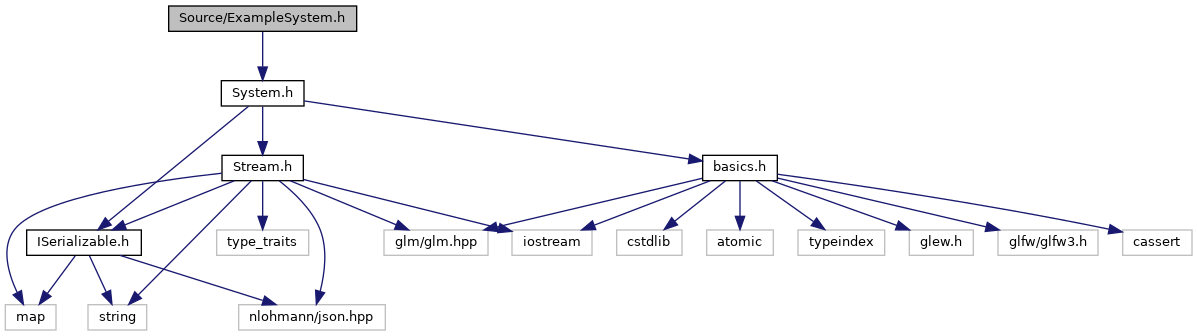 Source/ExampleSystem.h
System.h
Stream.h
basics.h
ISerializable.h
type_traits
glm/glm.hpp
iostream
cstdlib
atomic
typeindex
glew.h
glfw/glfw3.h
cassert
map
string
nlohmann/json.hpp